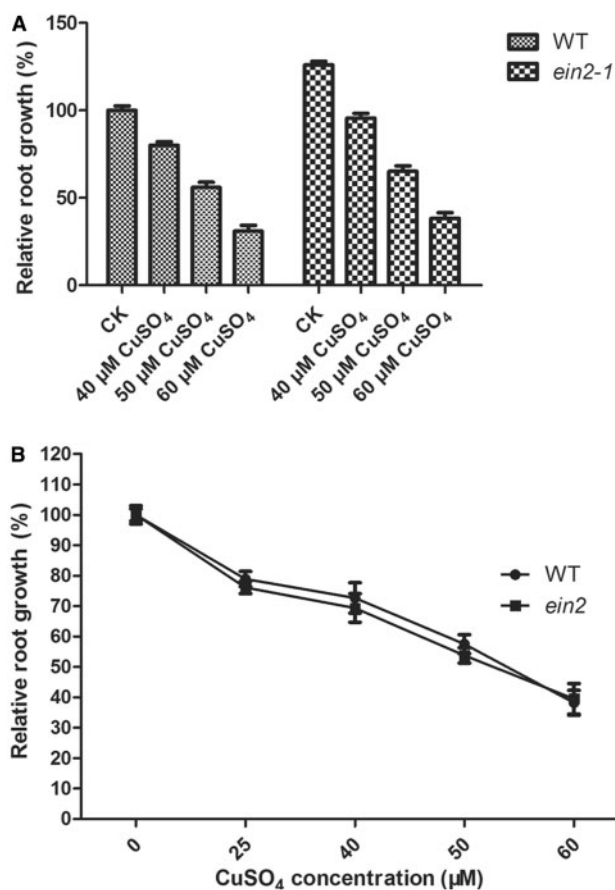 A
150
100
50
0
Relative root growth (%)
CK
40 µM CuSO₄
50 µM CuSO₄
60 µM CuSO₄
CK
40 µM CuSO₄
50 µM CuSO₄
60 µM CuSO₄
WT
ein2-1
B
120
110
100
90
80
70
60
50
40
30
20
10
0
Relative root growth (%)
0
25
40
50
60
CuSO₄ concentration (µM)
WT
ein2